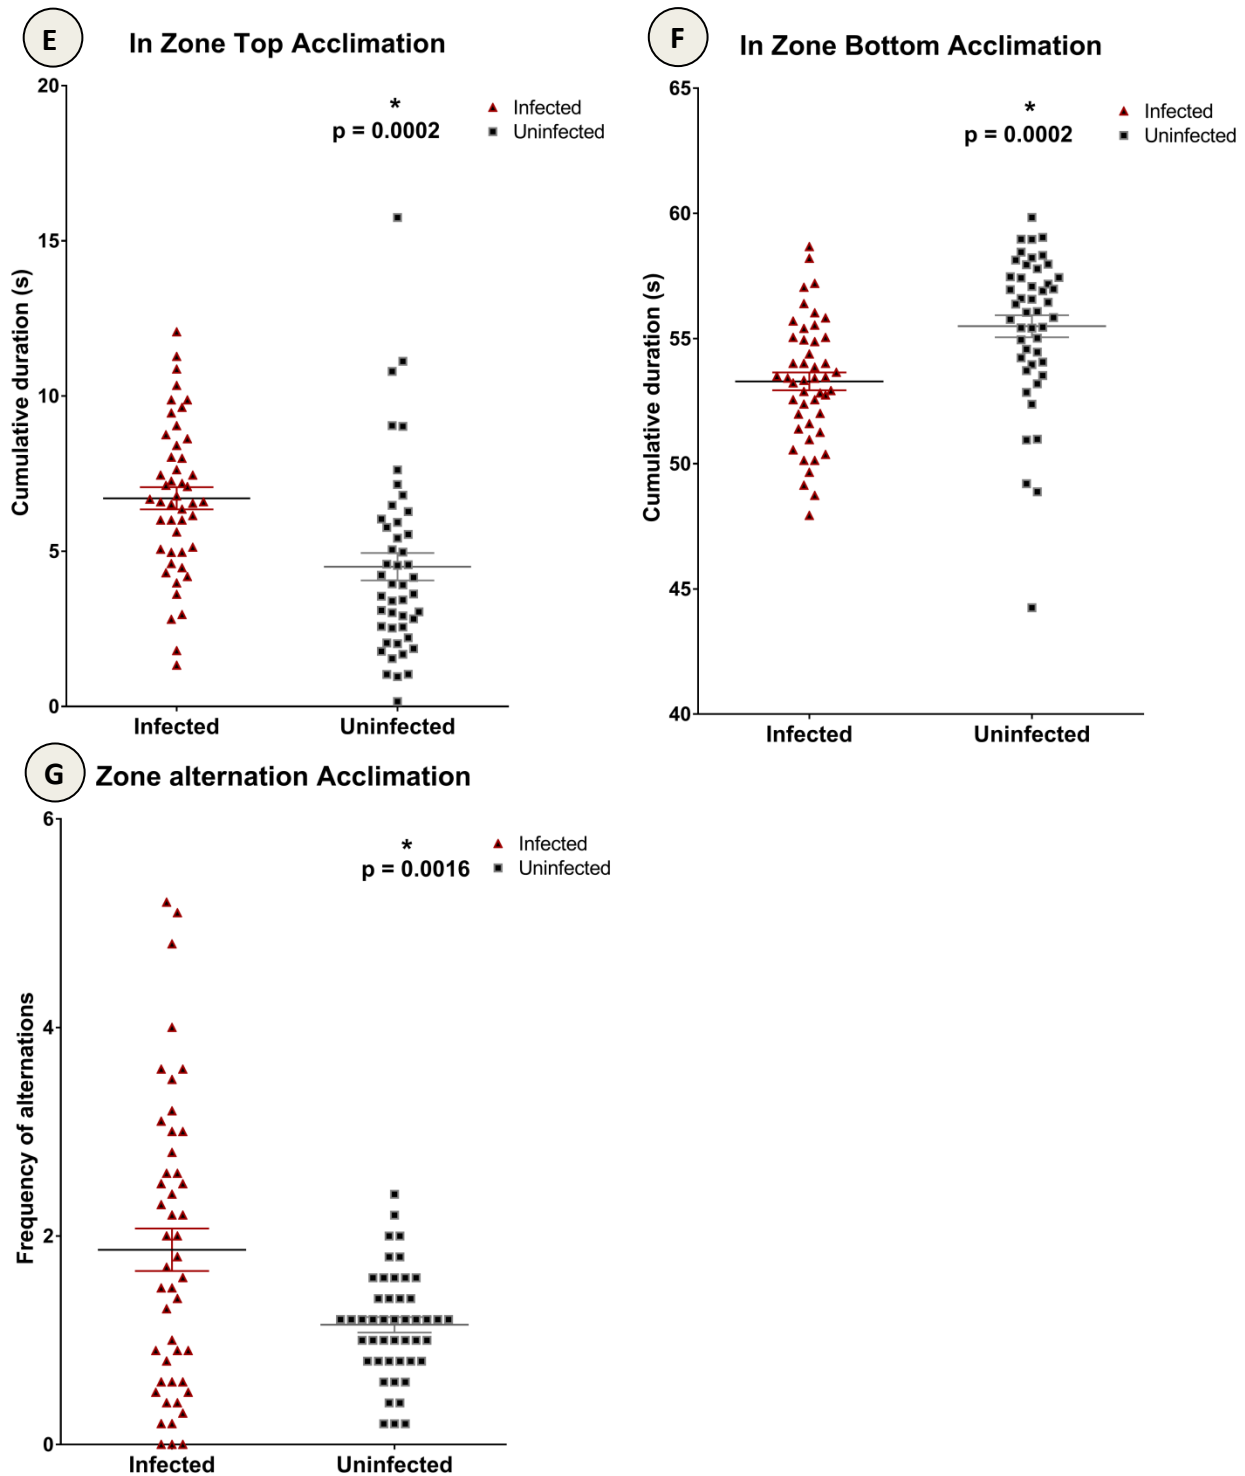 E
In Zone Top Acclimation
20
15
10
5
0
Cumulative duration (s)
*
p = 0.0002
Infected
Uninfected
Infected
Uninfected
F
In Zone Bottom Acclimation
65
60
55
50
45
40
Cumulative duration (s)
*
p = 0.0002
Infected
Uninfected
Infected
Uninfected
G
Zone alternation Acclimation
6
4
2
0
Frequency of alternations
*
p = 0.0016
Infected
Uninfected
Infected
Uninfected